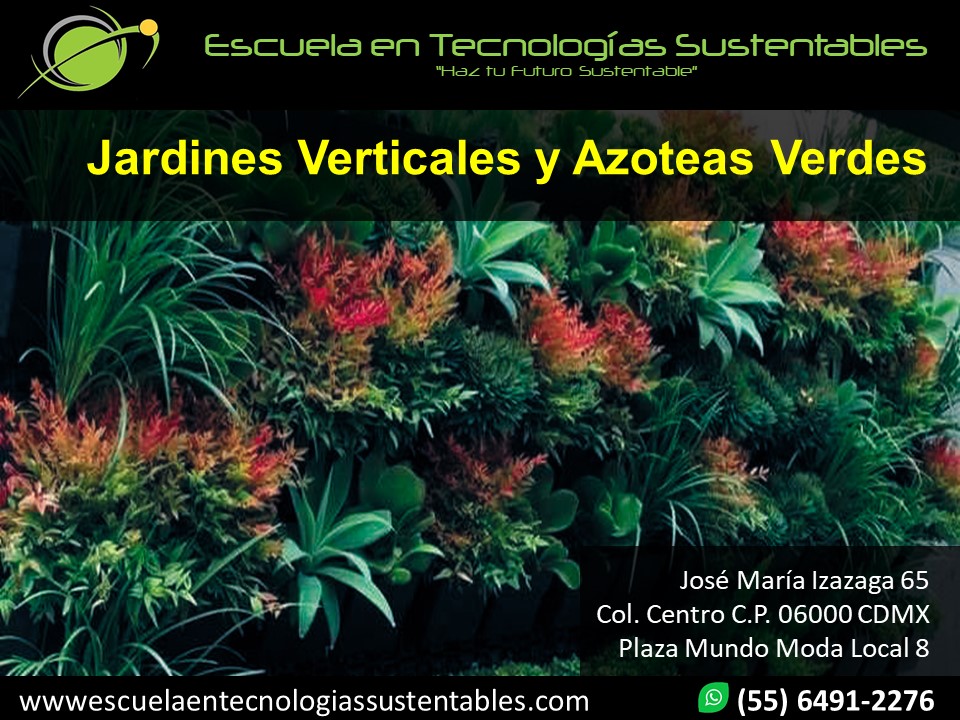 Escuela en Tecnologías Sustentables
"Haz tu Futuro Sustentable"
Jardines Verticales y Azoteas Verdes
José María Izazaga 65
Col. Centro C.P. 06000 CDMX
Plaza Mundo Moda Local 8
wwwescuelaentecnologiassustentables.com
(55) 6491-2276